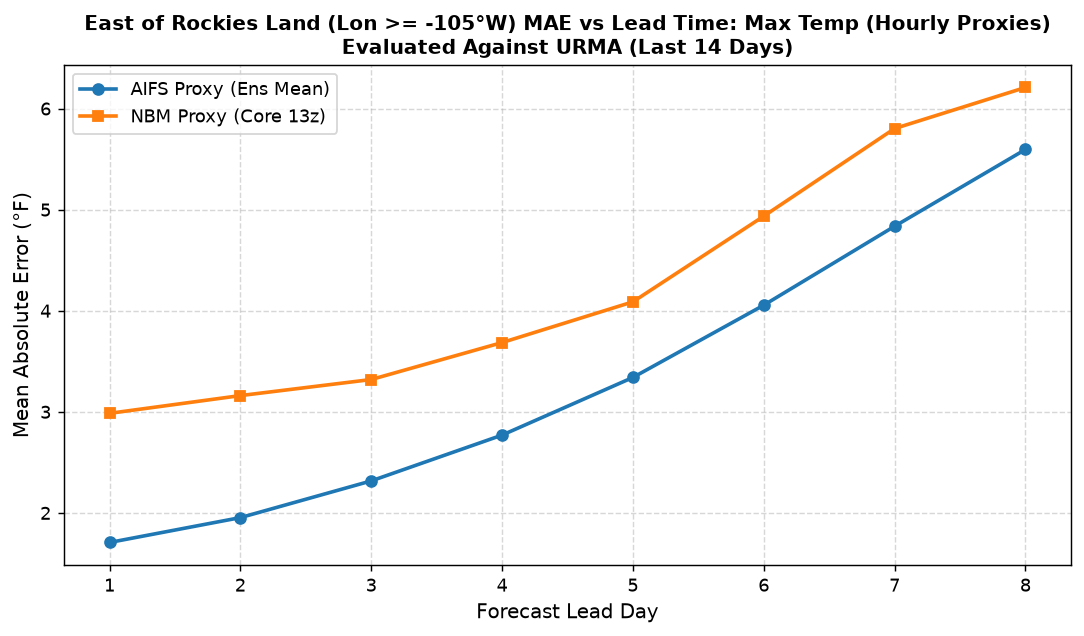 East of Rockies Land (Lon >= -105°W) MAE vs Lead Time: Max Temp (Hourly Proxies)
Evaluated Against URMA (Last 14 Days)
AIFS Proxy (Ens Mean)
NBM Proxy (Core 13z)
Mean Absolute Error (°F)
6
5
4
3
2
1 2 3 4 5 6 7 8
Forecast Lead Day